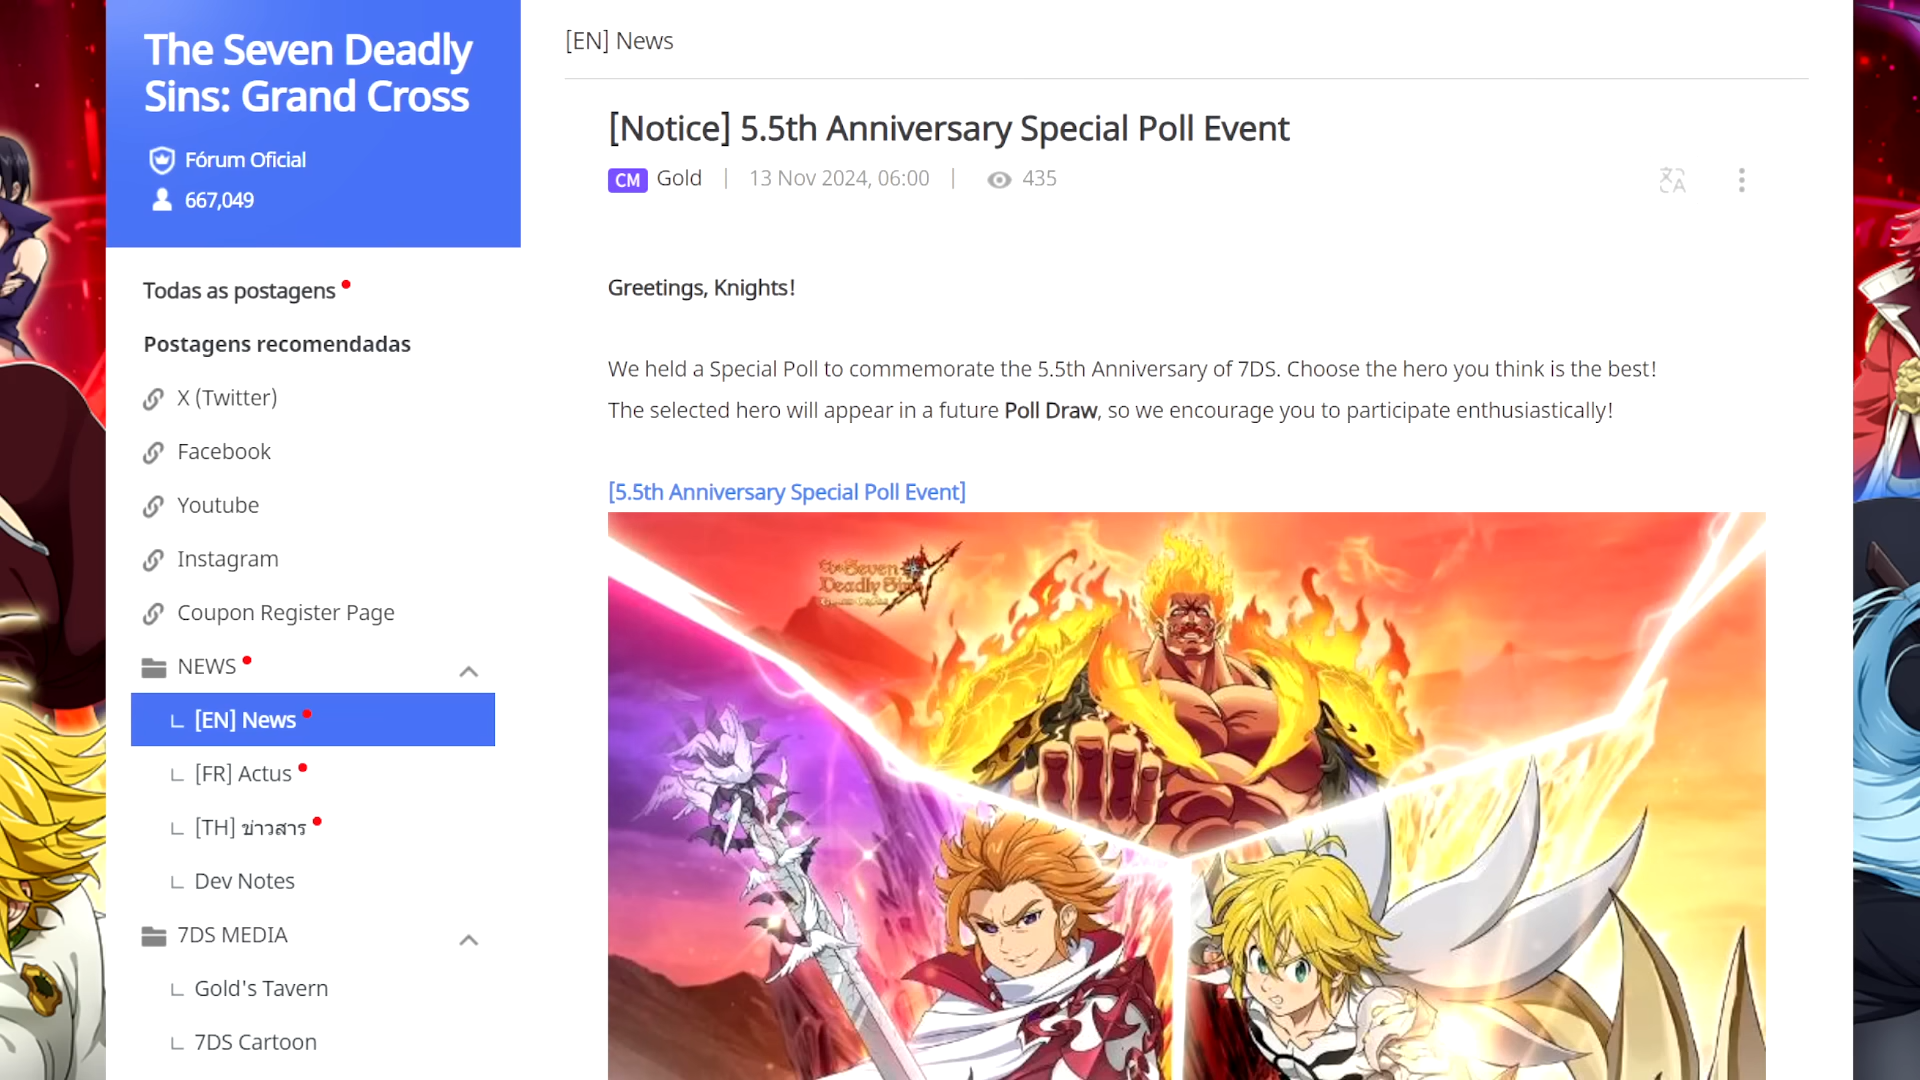 The Seven Deadly
Sins: Grand Cross
Fórum Oficial
667,049
Todas as postagens
Postagens recomendadas
X (Twitter)
Facebook
Youtube
Instagram
Coupon Register Page
NEWS
[EN] News
[FR] Actus
[TH] ข่าวสาร
Dev Notes
7DS MEDIA
Gold's Tavern
7DS Cartoon
[EN] News
[Notice] 5.5th Anniversary Special Poll Event
CM Gold | 13 Nov 2024, 06:00 | 435
Greetings, Knights!
We held a Special Poll to commemorate the 5.5th Anniversary of 7DS. Choose the hero you think is the best!
The selected hero will appear in a future Poll Draw, so we encourage you to participate enthusiastically!
[5.5th Anniversary Special Poll Event]
The Seven
Deadly Sins